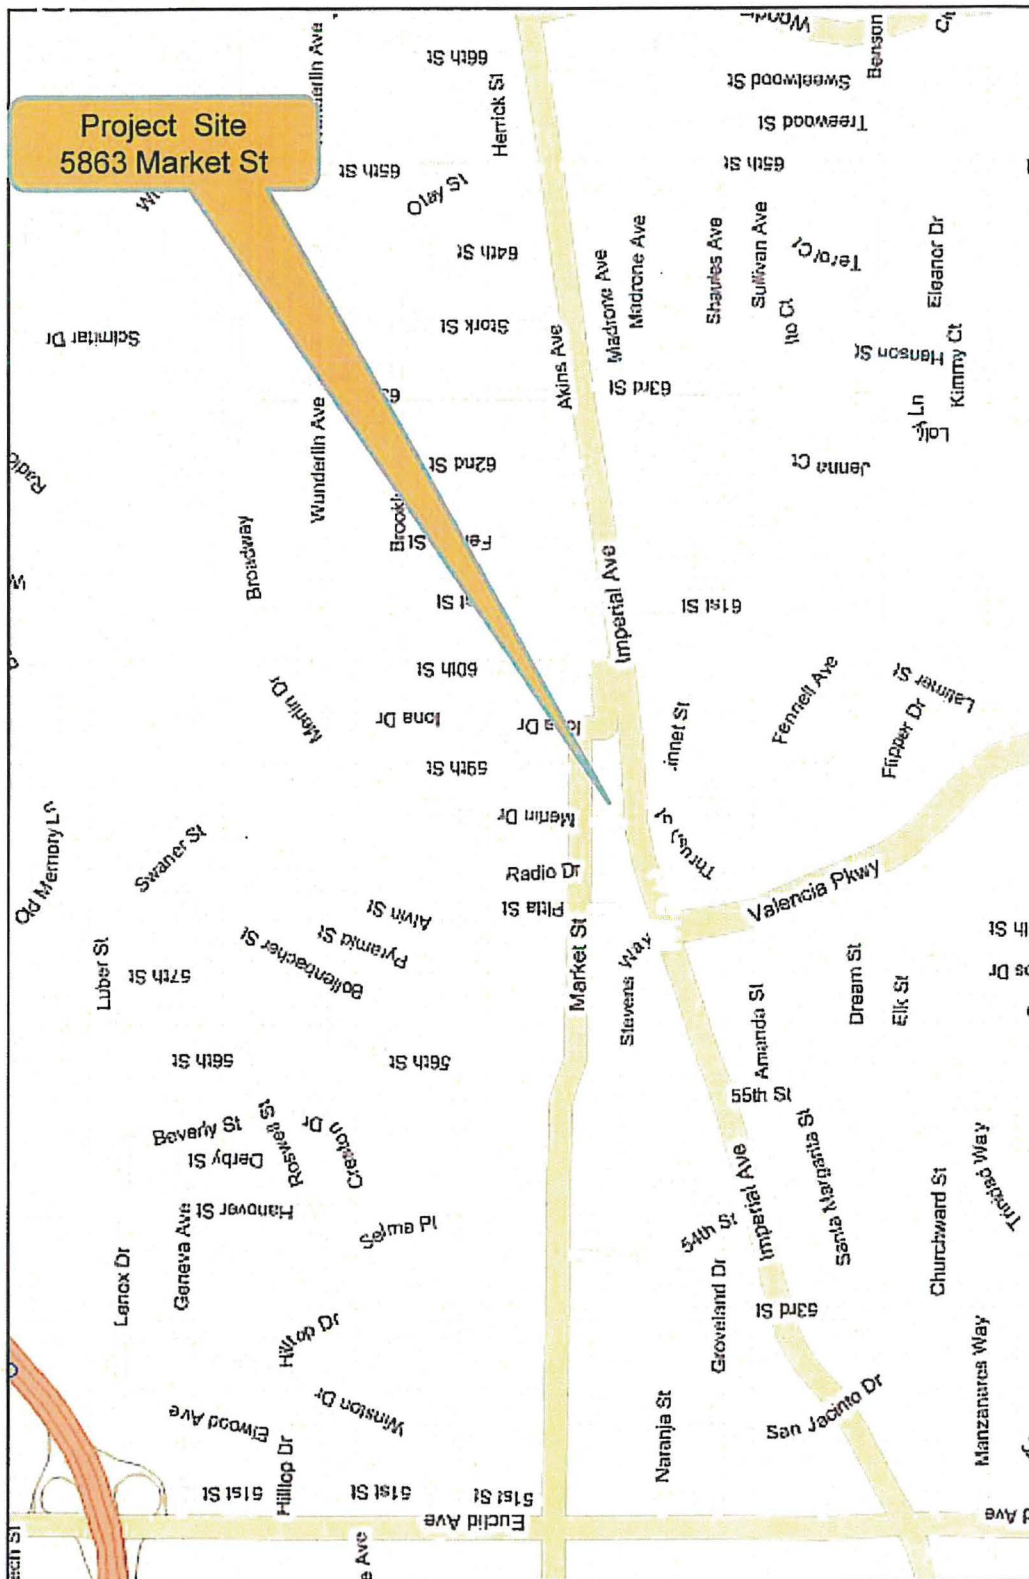 Project Site
5863 Market St
66th St
Herrick St
Benson
Sweetwood St
Treewood St
65th St
65th St
Otay St
64th St
Madrone Ave
Madrone Ave
Shaules Ave
Sullivan Ave
Eleanor Dr
Scimitar Dr
Stork St
Akins Ave
Ito Ct
Hanson St
Kimmy Ct
63rd St
Wunderlin Ave
62nd St
Jenna Ct
Broadway
Imperial Ave
61st St
60th St
Merlin Dr
Iona Dr
Fennell Ave
Latimer St
Flipper Dr
59th St
Merlin Dr
Old Memory Ln
Swaner St
Radio Dr
Valencia Pkwy
Alvin St
Pitta St
Pyramid St
Bollenbacher St
Luber St
57th St
Market St
Stevens Way
Dream St
Elk St
Amanda St
56th St
56th St
55th St
Beverly St
Roswell St
Creston Dr
Derby St
Imperial Ave
Santa Margarita St
Churchward St
Trinidad Way
Hanover St
Geneva Ave
Selma Pl
54th St
Lenox Dr
Groveland Dr
53rd St
Hilltop Dr
Manzanares Way
San Jacinto Dr
Elwood Ave
Winston Dr
Naranja St
Hilltop Dr
51st St
51st St
51st St
Euclid Ave